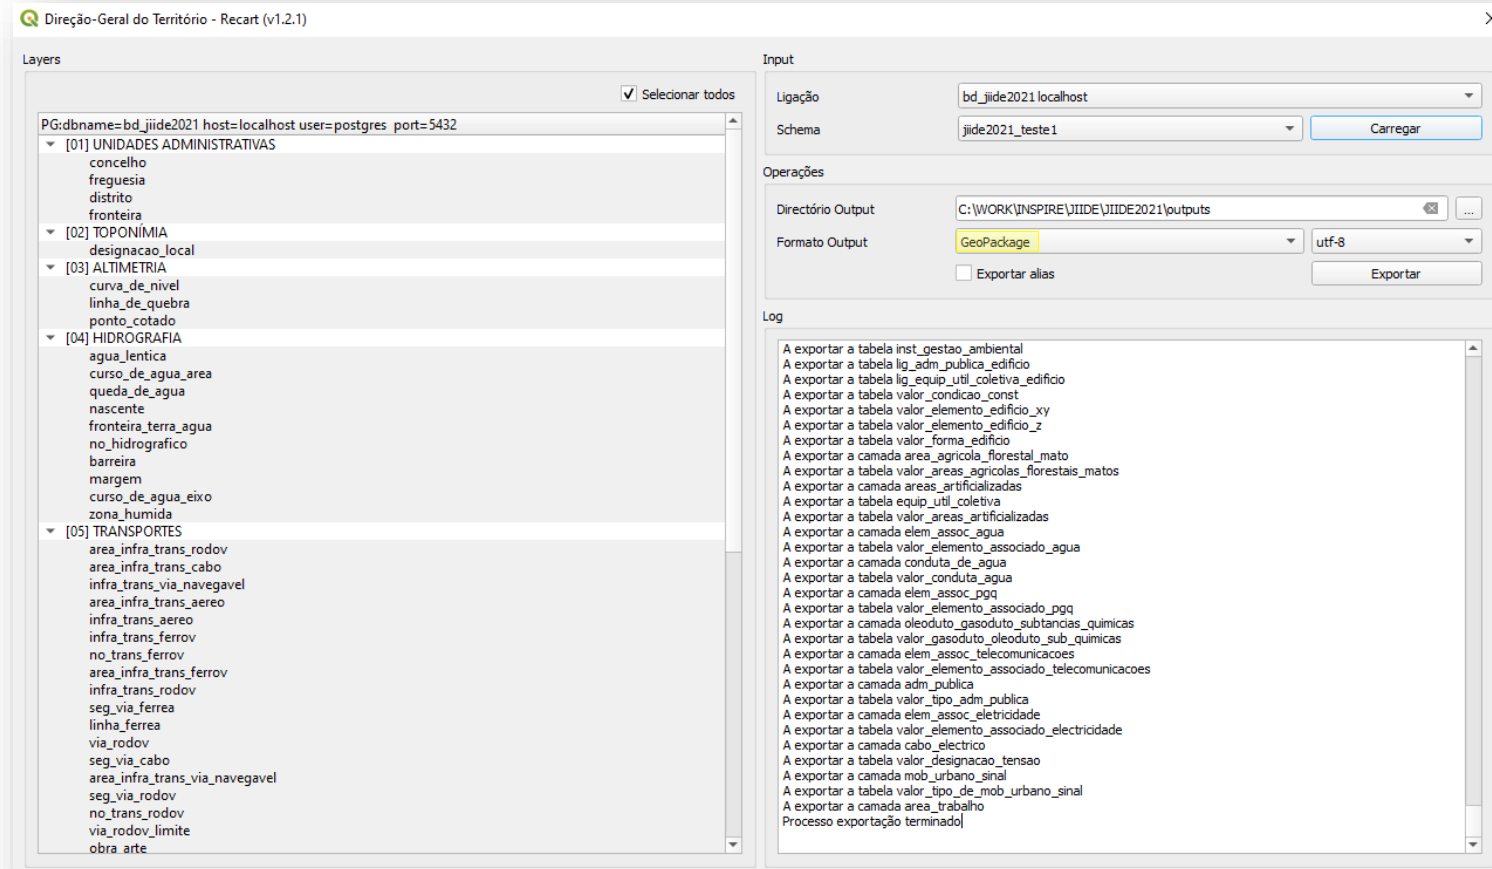 Direção-Geral do Território - Recart (v1.2.1)
Layers
Selecionar todos
PG:dbname=bd_jiide2021 host=localhost user=postgres port=5432
[01] UNIDADES ADMINISTRATIVAS
concelho
freguesia
distrito
fronteira
[02] TOPONÍMIA
designacao_local
[03] ALTIMETRIA
curva_de_nivel
linha_de_quebra
ponto_cotado
[04] HIDROGRAFIA
agua_lentica
curso_de_agua_area
queda_de_agua
nascente
fronteira_terra_agua
no_hidrografico
barreira
margem
curso_de_agua_eixo
zona_humida
[05] TRANSPORTES
area_infra_trans_rodov
area_infra_trans_cabo
infra_trans_via_navegavel
area_infra_trans_aereo
infra_trans_aereo
infra_trans_ferrov
no_trans_ferrov
area_infra_trans_ferrov
infra_trans_rodov
seg_via_ferrea
linha_ferrea
via_rodov
seg_via_cabo
area_infra_trans_via_navegavel
seg_via_rodov
no_trans_rodov
via_rodov_limite
obra_arte
Input
Ligação
bd_jiide2021 localhost
Schema
jiide2021_teste1
Carregar
Operações
Directório Output
C:\WORK\INSPIRE\JIIDE\JIIDE2021\outputs
...
Formato Output
GeoPackage
utf-8
Exportar alias
Exportar
Log
A exportar a tabela inst_gestao_ambiental
A exportar a tabela lig_adm_publica_edificio
A exportar a tabela lig_equip_util_coletiva_edificio
A exportar a tabela valor_condicao_const
A exportar a tabela valor_elemento_edificio_xy
A exportar a tabela valor_elemento_edificio_z
A exportar a tabela valor_forma_edificio
A exportar a camada area_agricola_florestal_mato
A exportar a tabela valor_areas_agricolas_florestais_matos
A exportar a camada areas_artificializadas
A exportar a tabela equip_util_coletiva
A exportar a tabela valor_areas_artificializadas
A exportar a camada elem_assoc_agua
A exportar a tabela valor_elemento_associado_agua
A exportar a camada conduta_de_agua
A exportar a tabela valor_conduta_agua
A exportar a camada elem_assoc_pgq
A exportar a tabela valor_elemento_associado_pgq
A exportar a camada oleoduto_gasoduto_subtancias_quimicas
A exportar a tabela valor_gasoduto_oleoduto_sub_quimicas
A exportar a camada elem_assoc_telecomunicacoes
A exportar a tabela valor_elemento_associado_telecomunicacoes
A exportar a camada adm_publica
A exportar a tabela valor_tipo_adm_publica
A exportar a camada elem_assoc_eletricidade
A exportar a tabela valor_elemento_associado_electricidade
A exportar a camada cabo_electrico
A exportar a tabela valor_designacao_tensao
A exportar a camada mob_urbano_sinal
A exportar a tabela valor_tipo_de_mob_urbano_sinal
A exportar a camada area_trabalho
Processo exportação terminado